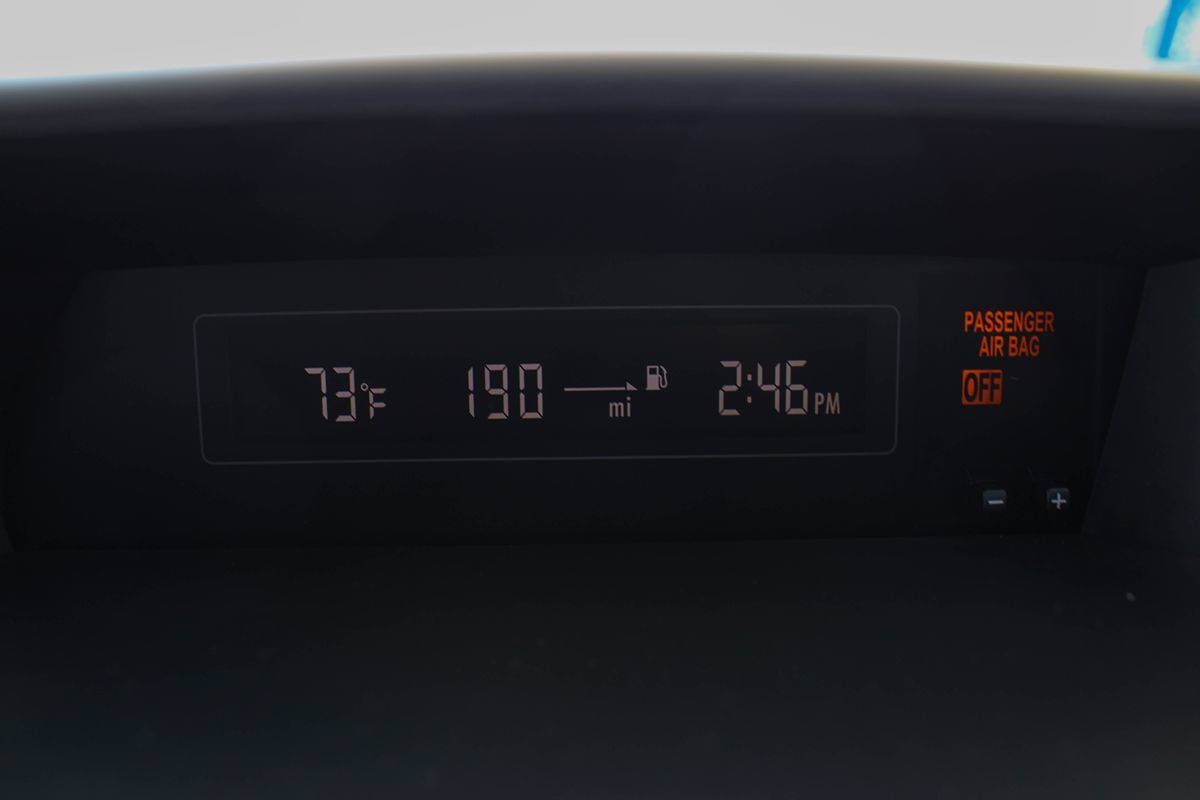 73°F 190 mi 2:46 PM
PASSENGER
AIR BAG
OFF
- +